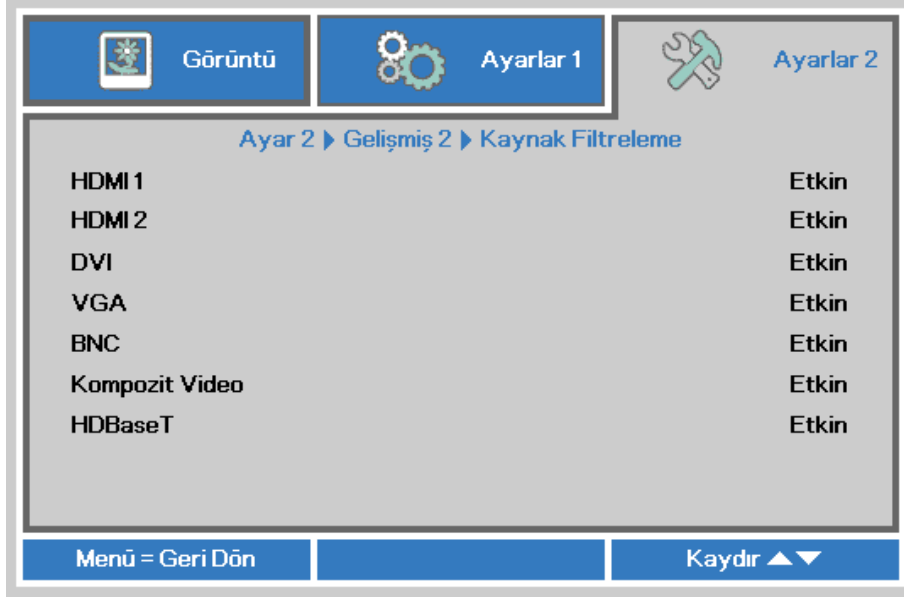 Görüntü
Ayarlar 1
Ayarlar 2
Ayar 2 ▶ Gelişmiş 2 ▶ Kaynak Filtreleme
HDMI 1 Etkin
HDMI 2 Etkin
DVI Etkin
VGA Etkin
BNC Etkin
Kompozit Video Etkin
HDBaseT Etkin
Menü = Geri Dön
Kaydır ▲▼